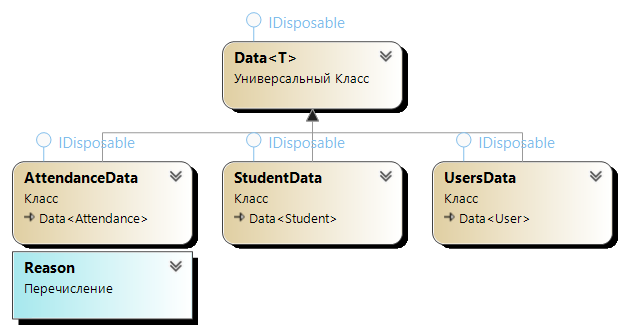 IDisposable
Data<T>
Универсальный Класс
IDisposable
IDisposable
IDisposable
AttendanceData
Класс
Data<Attendance>
StudentData
Класс
Data<Student>
UsersData
Класс
Data<User>
Reason
Перечисление